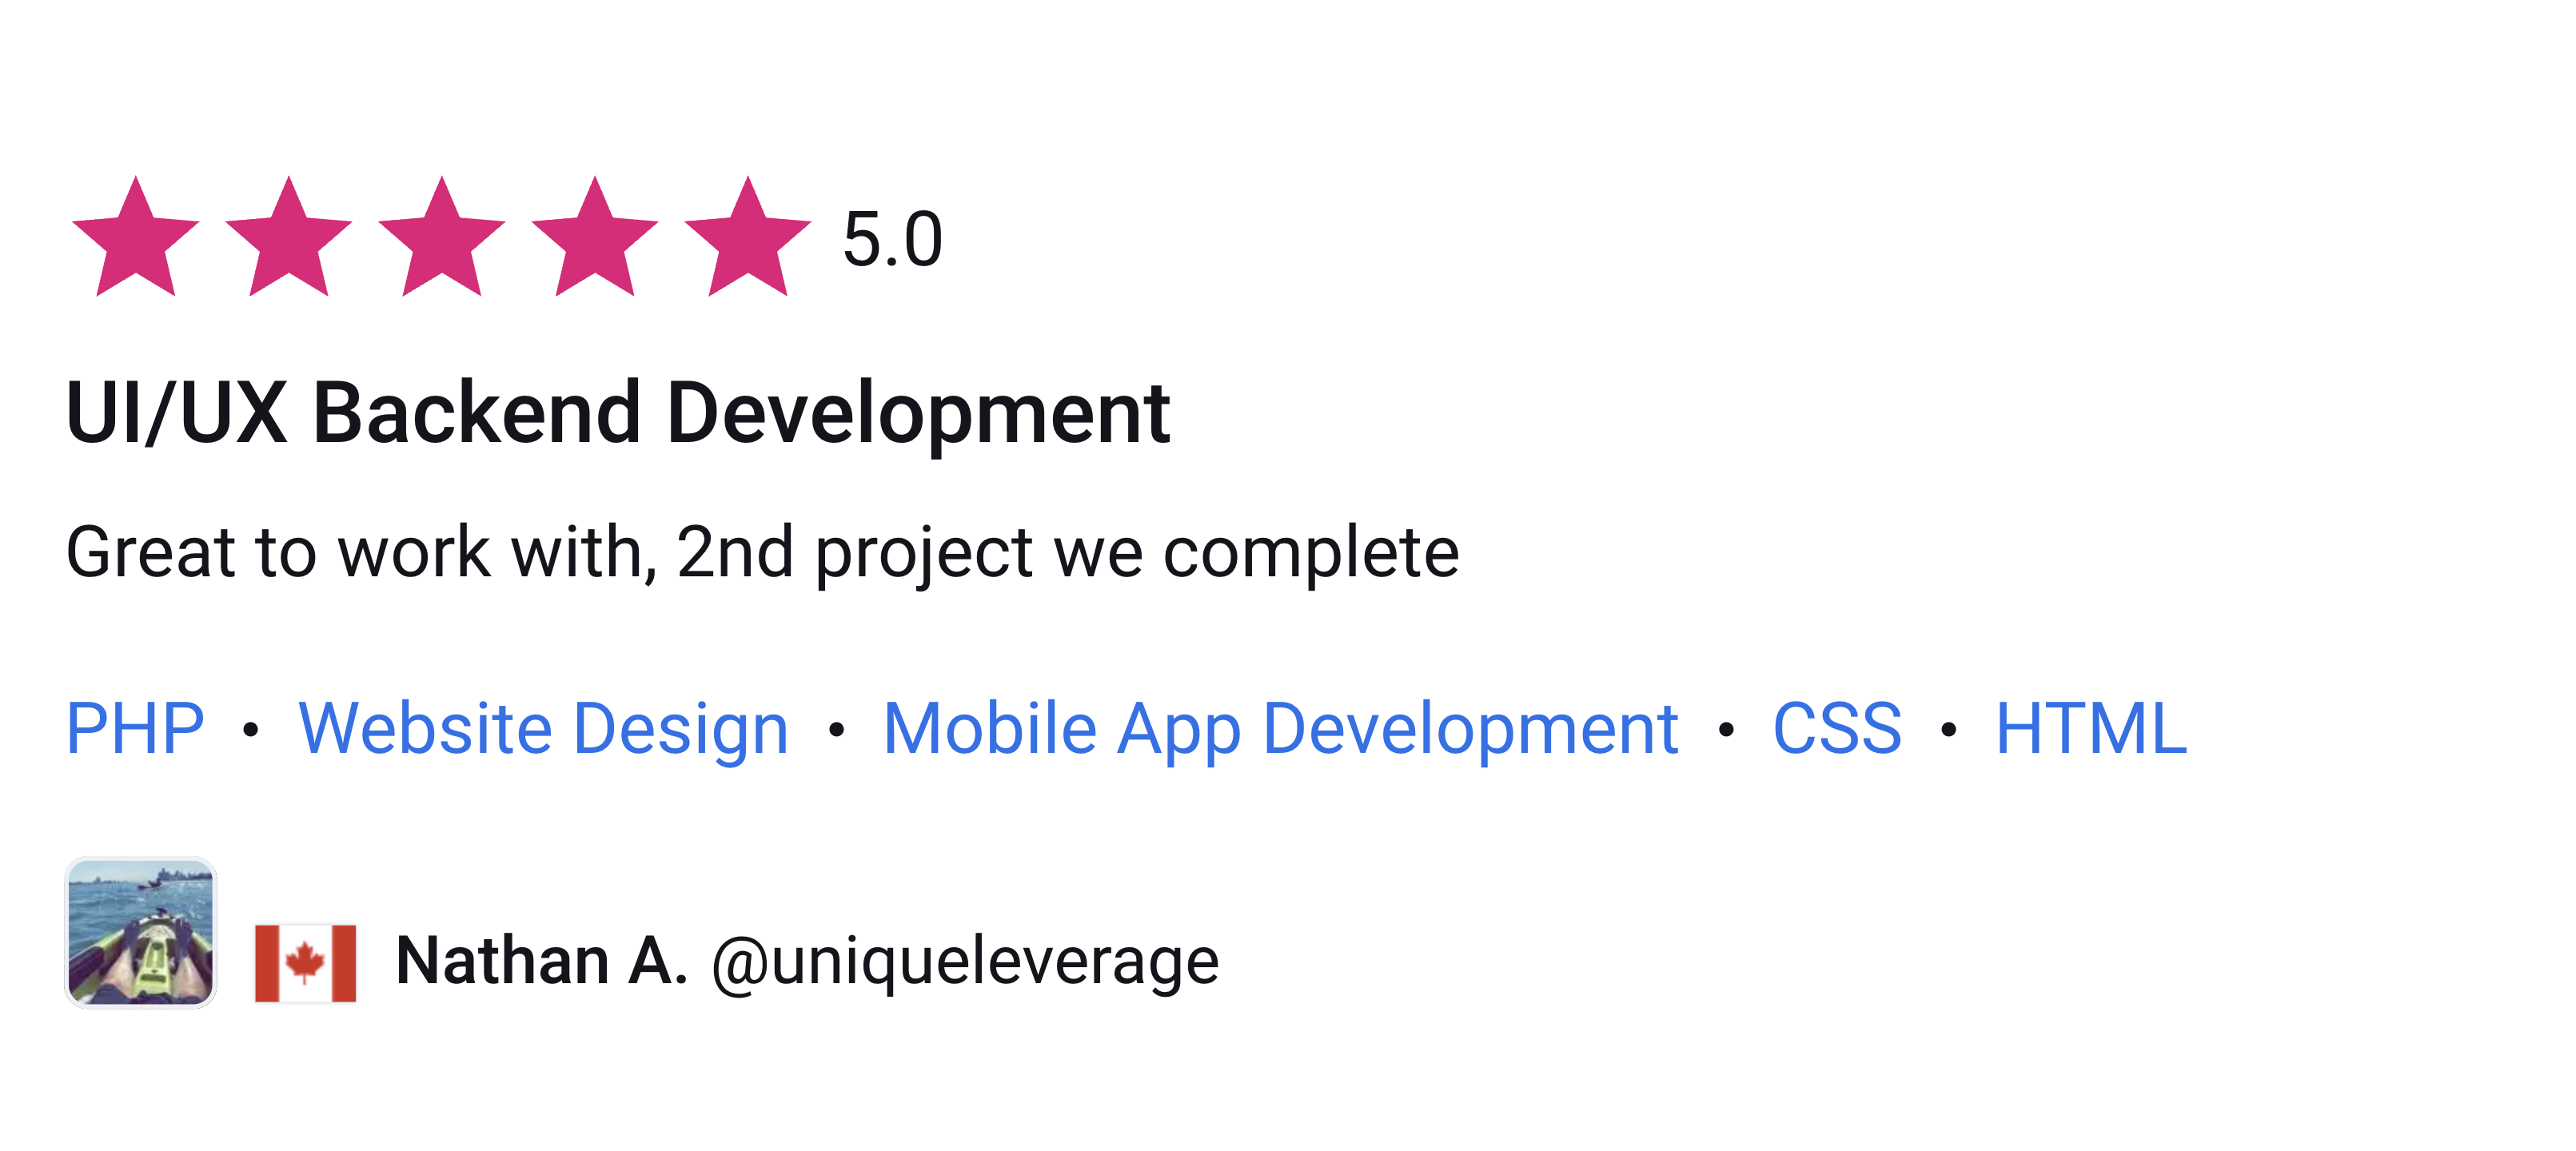 5.0
UI/UX Backend Development
Great to work with, 2nd project we complete
PHP • Website Design • Mobile App Development • CSS • HTML
Nathan A. @uniqueleverage